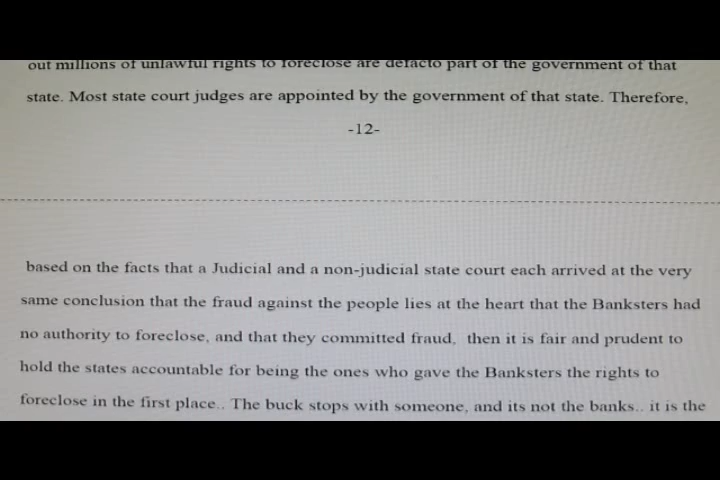 out millions of unlawful rights to foreclose are defacto part of the government of that
state. Most state court judges are appointed by the government of that state. Therefore,
-12-
based on the facts that a Judicial and a non-judicial state court each arrived at the very
same conclusion that the fraud against the people lies at the heart that the Banksters had
no authority to foreclose, and that they committed fraud, then it is fair and prudent to
hold the states accountable for being the ones who gave the Banksters the rights to
foreclose in the first place.. The buck stops with someone, and its not the banks.. it is the